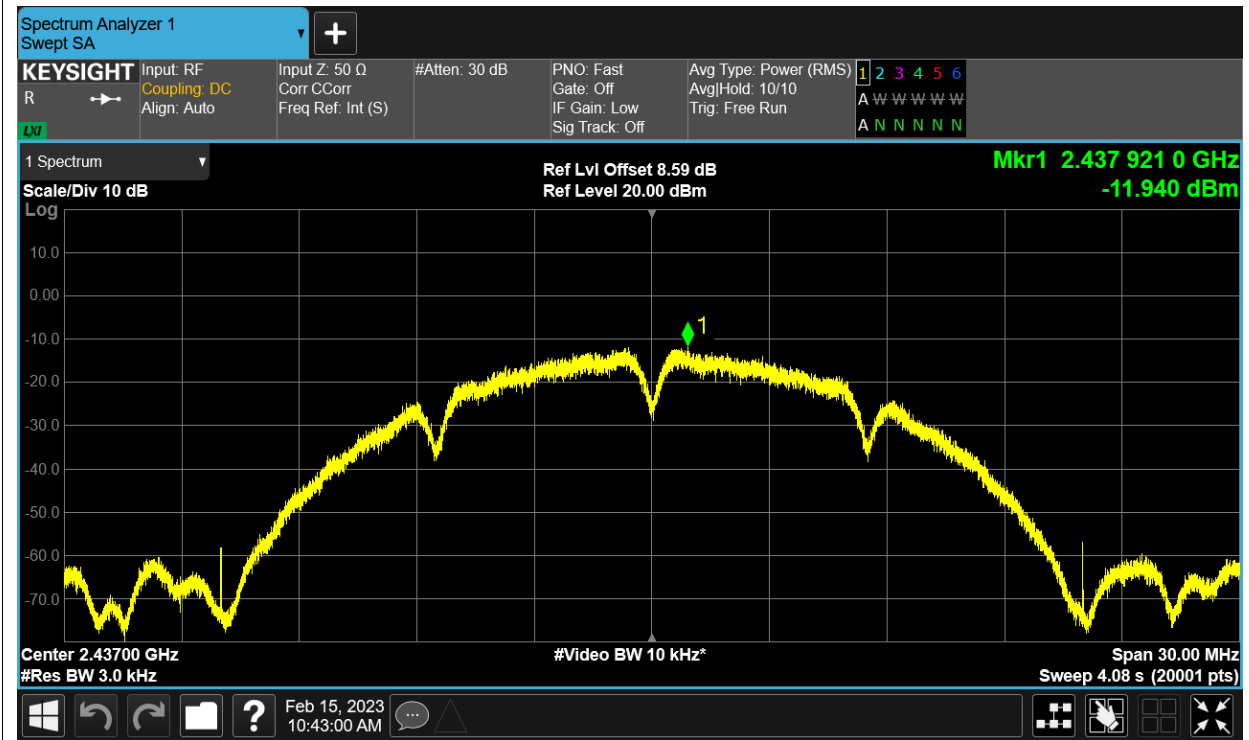 Spectrum Analyzer 1
Swept SA
KEYSIGHT
R
LXI
Input: RF
Coupling: DC
Align: Auto
Input Z: 50 Ω
Corr CCorr
Freq Ref: Int (S)
#Atten: 30 dB
PNO: Fast
Gate: Off
IF Gain: Low
Sig Track: Off
Avg Type: Power (RMS)
Avg|Hold: 10/10
Trig: Free Run
1 2 3 4 5 6
A W W W W W
A N N N N N
1 Spectrum
Scale/Div 10 dB
Log
Ref Lvl Offset 8.59 dB
Ref Level 20.00 dBm
Mkr1 2.437 921 0 GHz
-11.940 dBm
10.0
0.00
-10.0
-20.0
-30.0
-40.0
-50.0
-60.0
-70.0
1
Center 2.43700 GHz
#Res BW 3.0 kHz
#Video BW 10 kHz*
Span 30.00 MHz
Sweep 4.08 s (20001 pts)
?
Feb 15, 2023
10:43:00 AM